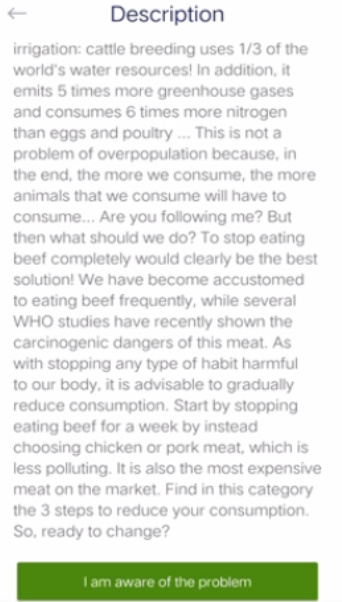 Description
irrigation: cattle breeding uses 1/3 of the
world's water resources! In addition, it
emits 5 times more greenhouse gases
and consumes 6 times more nitrogen
than eggs and poultry ... This is not a
problem of overpopulation because, in
the end, the more we consume, the more
animals that we consume will have to
consume... Are you following me? But
then what should we do? To stop eating
beef completely would clearly be the best
solution! We have become accustomed
to eating beef frequently, while several
WHO studies have recently shown the
carcinogenic dangers of this meat. As
with stopping any type of habit harmful
to our body, it is advisable to gradually
reduce consumption. Start by stopping
eating beef for a week by instead
choosing chicken or pork meat, which is
less polluting. It is also the most expensive
meat on the market. Find in this category
the 3 steps to reduce your consumption.
So, ready to change?
I am aware of the problem